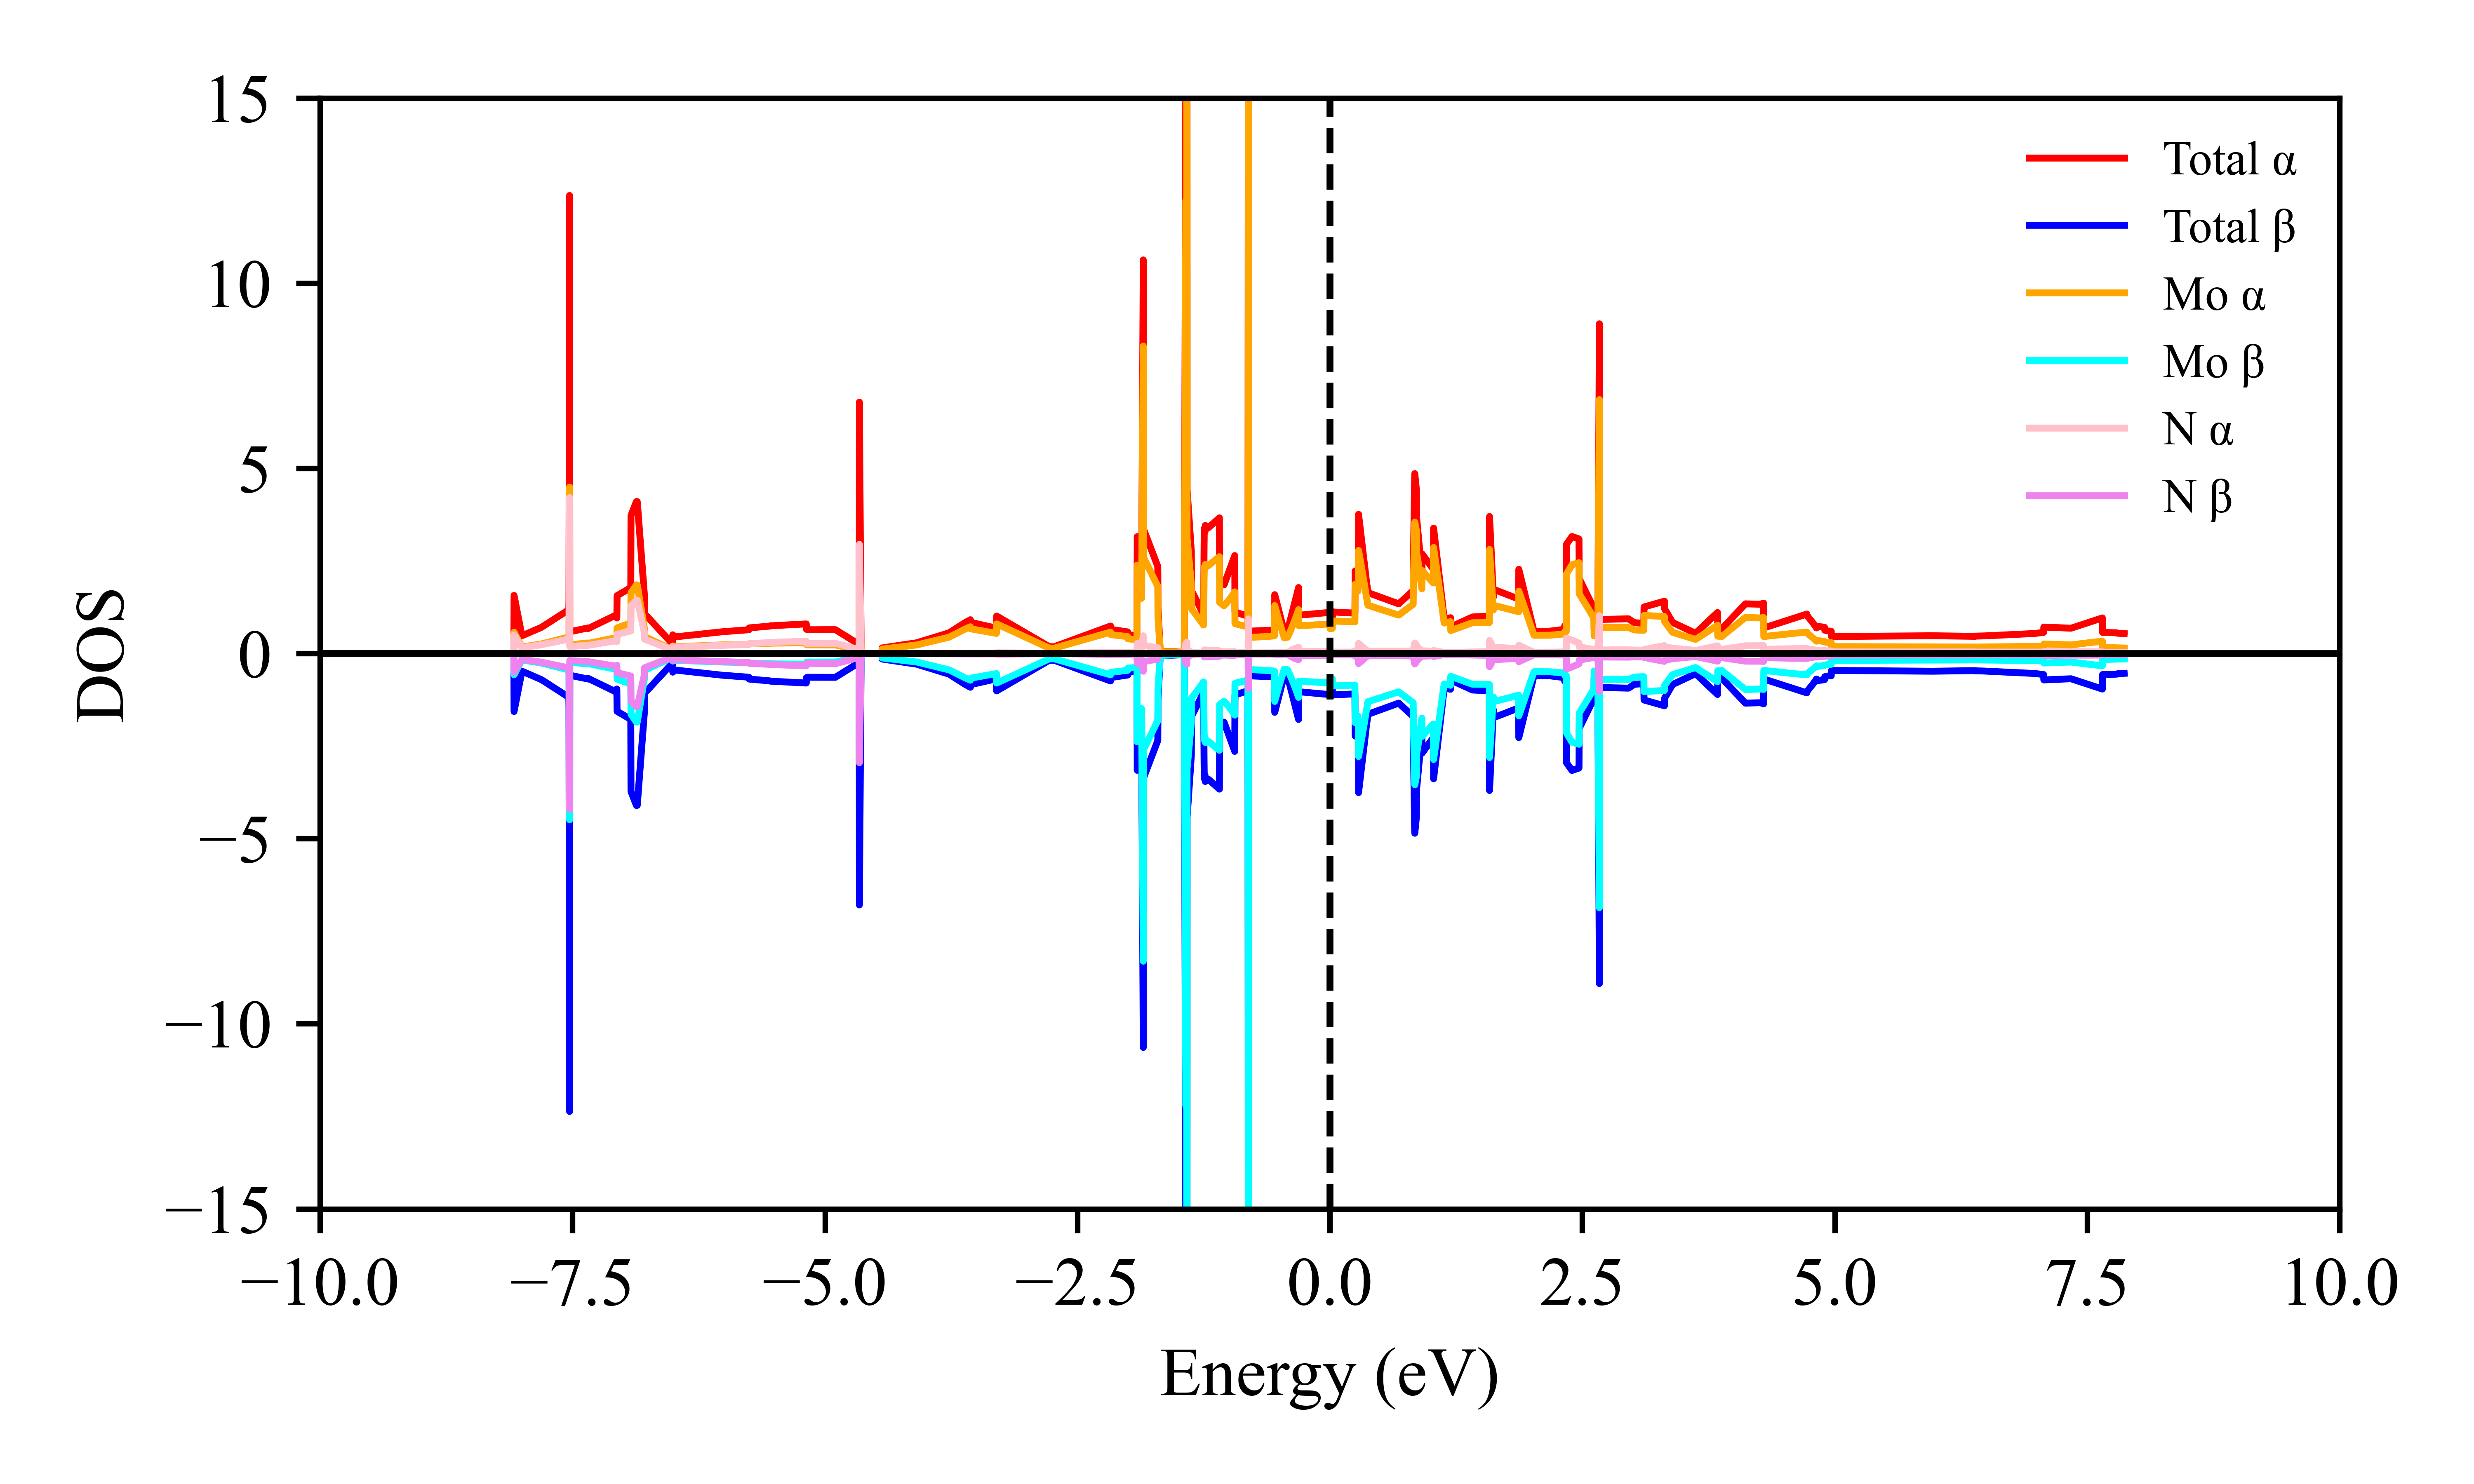 15
10
5
0
−5
−10
−15
DOS
Total α
Total β
Mo α
Mo β
N α
N β
−10.0 −7.5 −5.0 −2.5 0.0 2.5 5.0 7.5 10.0
Energy (eV)